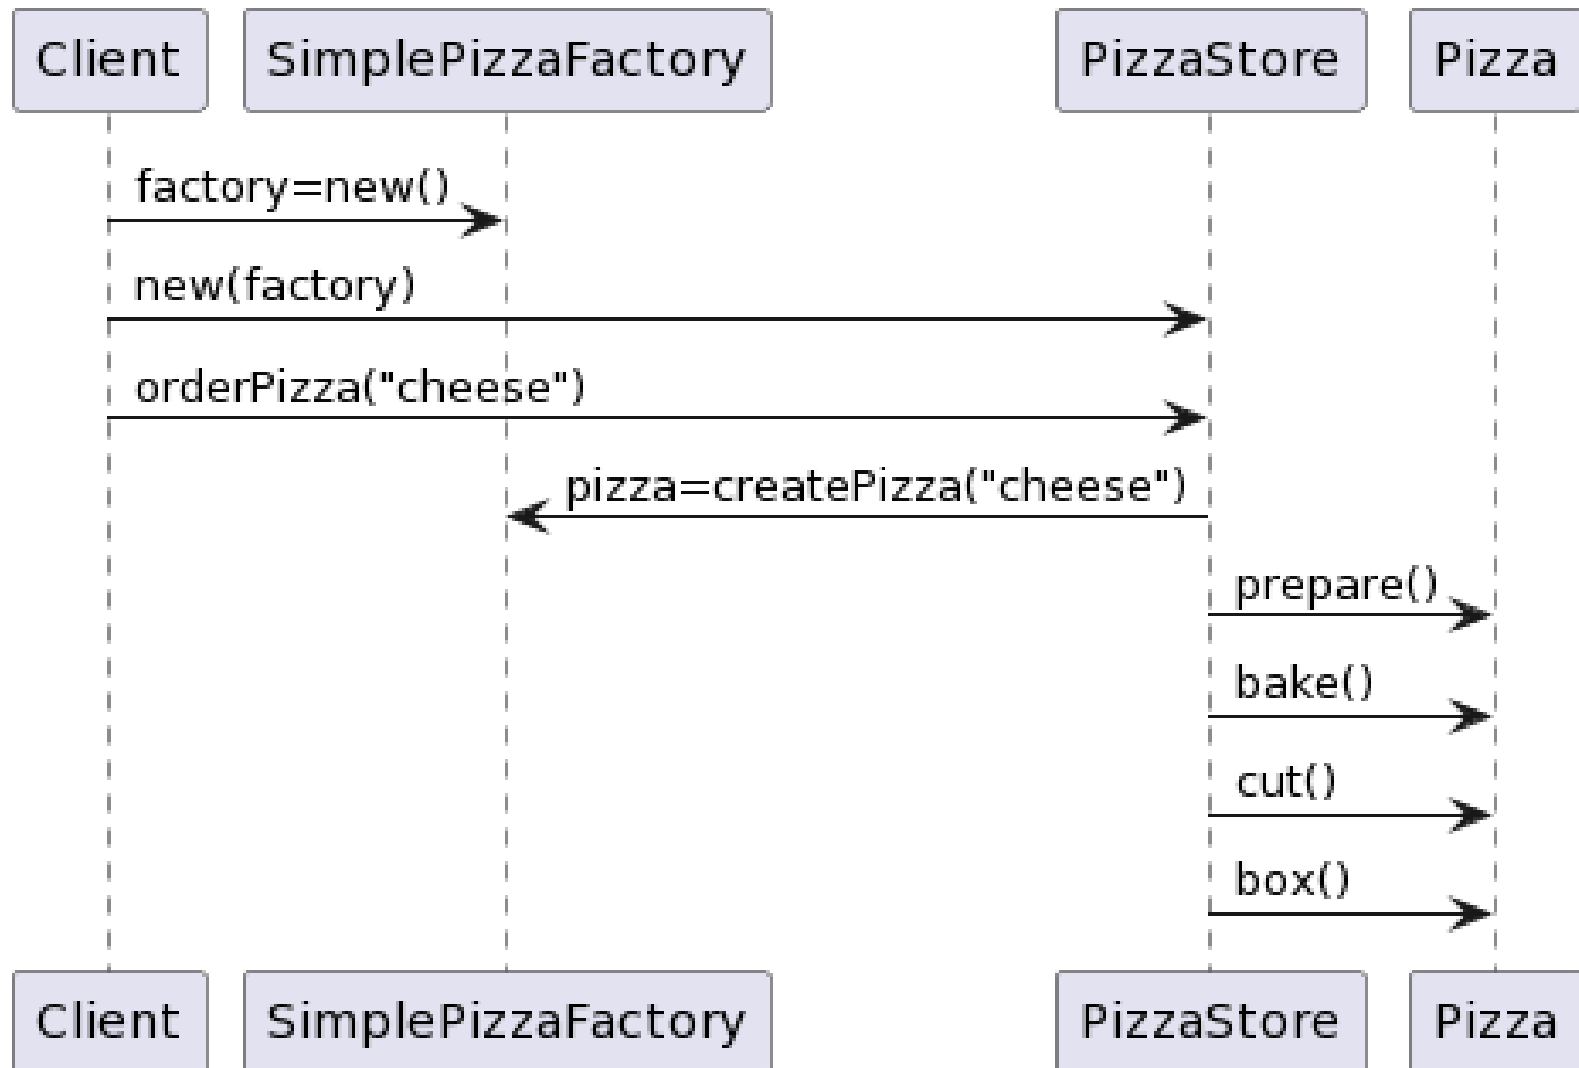 Client
SimplePizzaFactory
PizzaStore
Pizza
factory=new()
new(factory)
orderPizza("cheese")
pizza=createPizza("cheese")
prepare()
bake()
cut()
box()
Client
SimplePizzaFactory
PizzaStore
Pizza